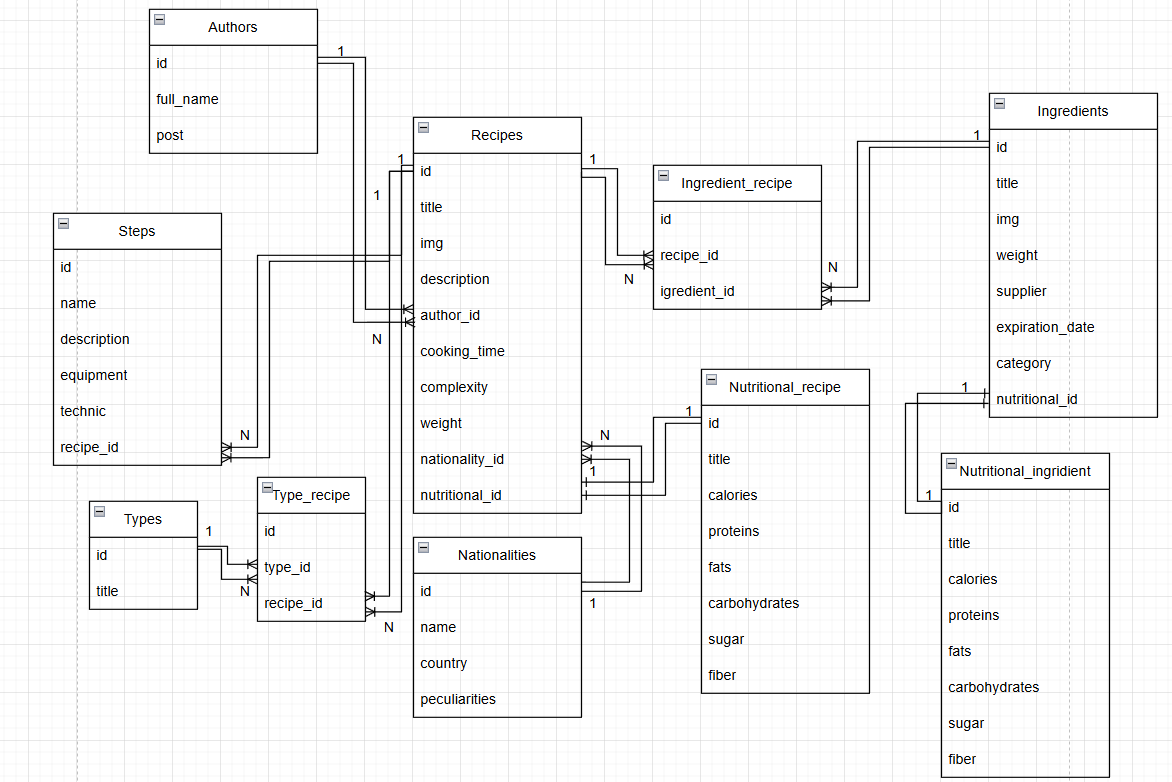 Authors
id
full_name
post
1
Recipes
id
title
img
description
author_id
cooking_time
complexity
weight
nationality_id
nutritional_id
1
1
N
1
N
Ingredient_recipe
id
recipe_id
igredient_id
N
1
Ingredients
id
title
img
weight
supplier
expiration_date
category
nutritional_id
1
Steps
id
name
description
equipment
technic
recipe_id
N
Nutritional_recipe
id
title
calories
proteins
fats
carbohydrates
sugar
fiber
1
N
1
Nutritional_ingridient
id
title
calories
proteins
fats
carbohydrates
sugar
fiber
1
Types
id
title
1
N
Type_recipe
id
type_id
recipe_id
N
Nationalities
id
name
country
peculiarities
1